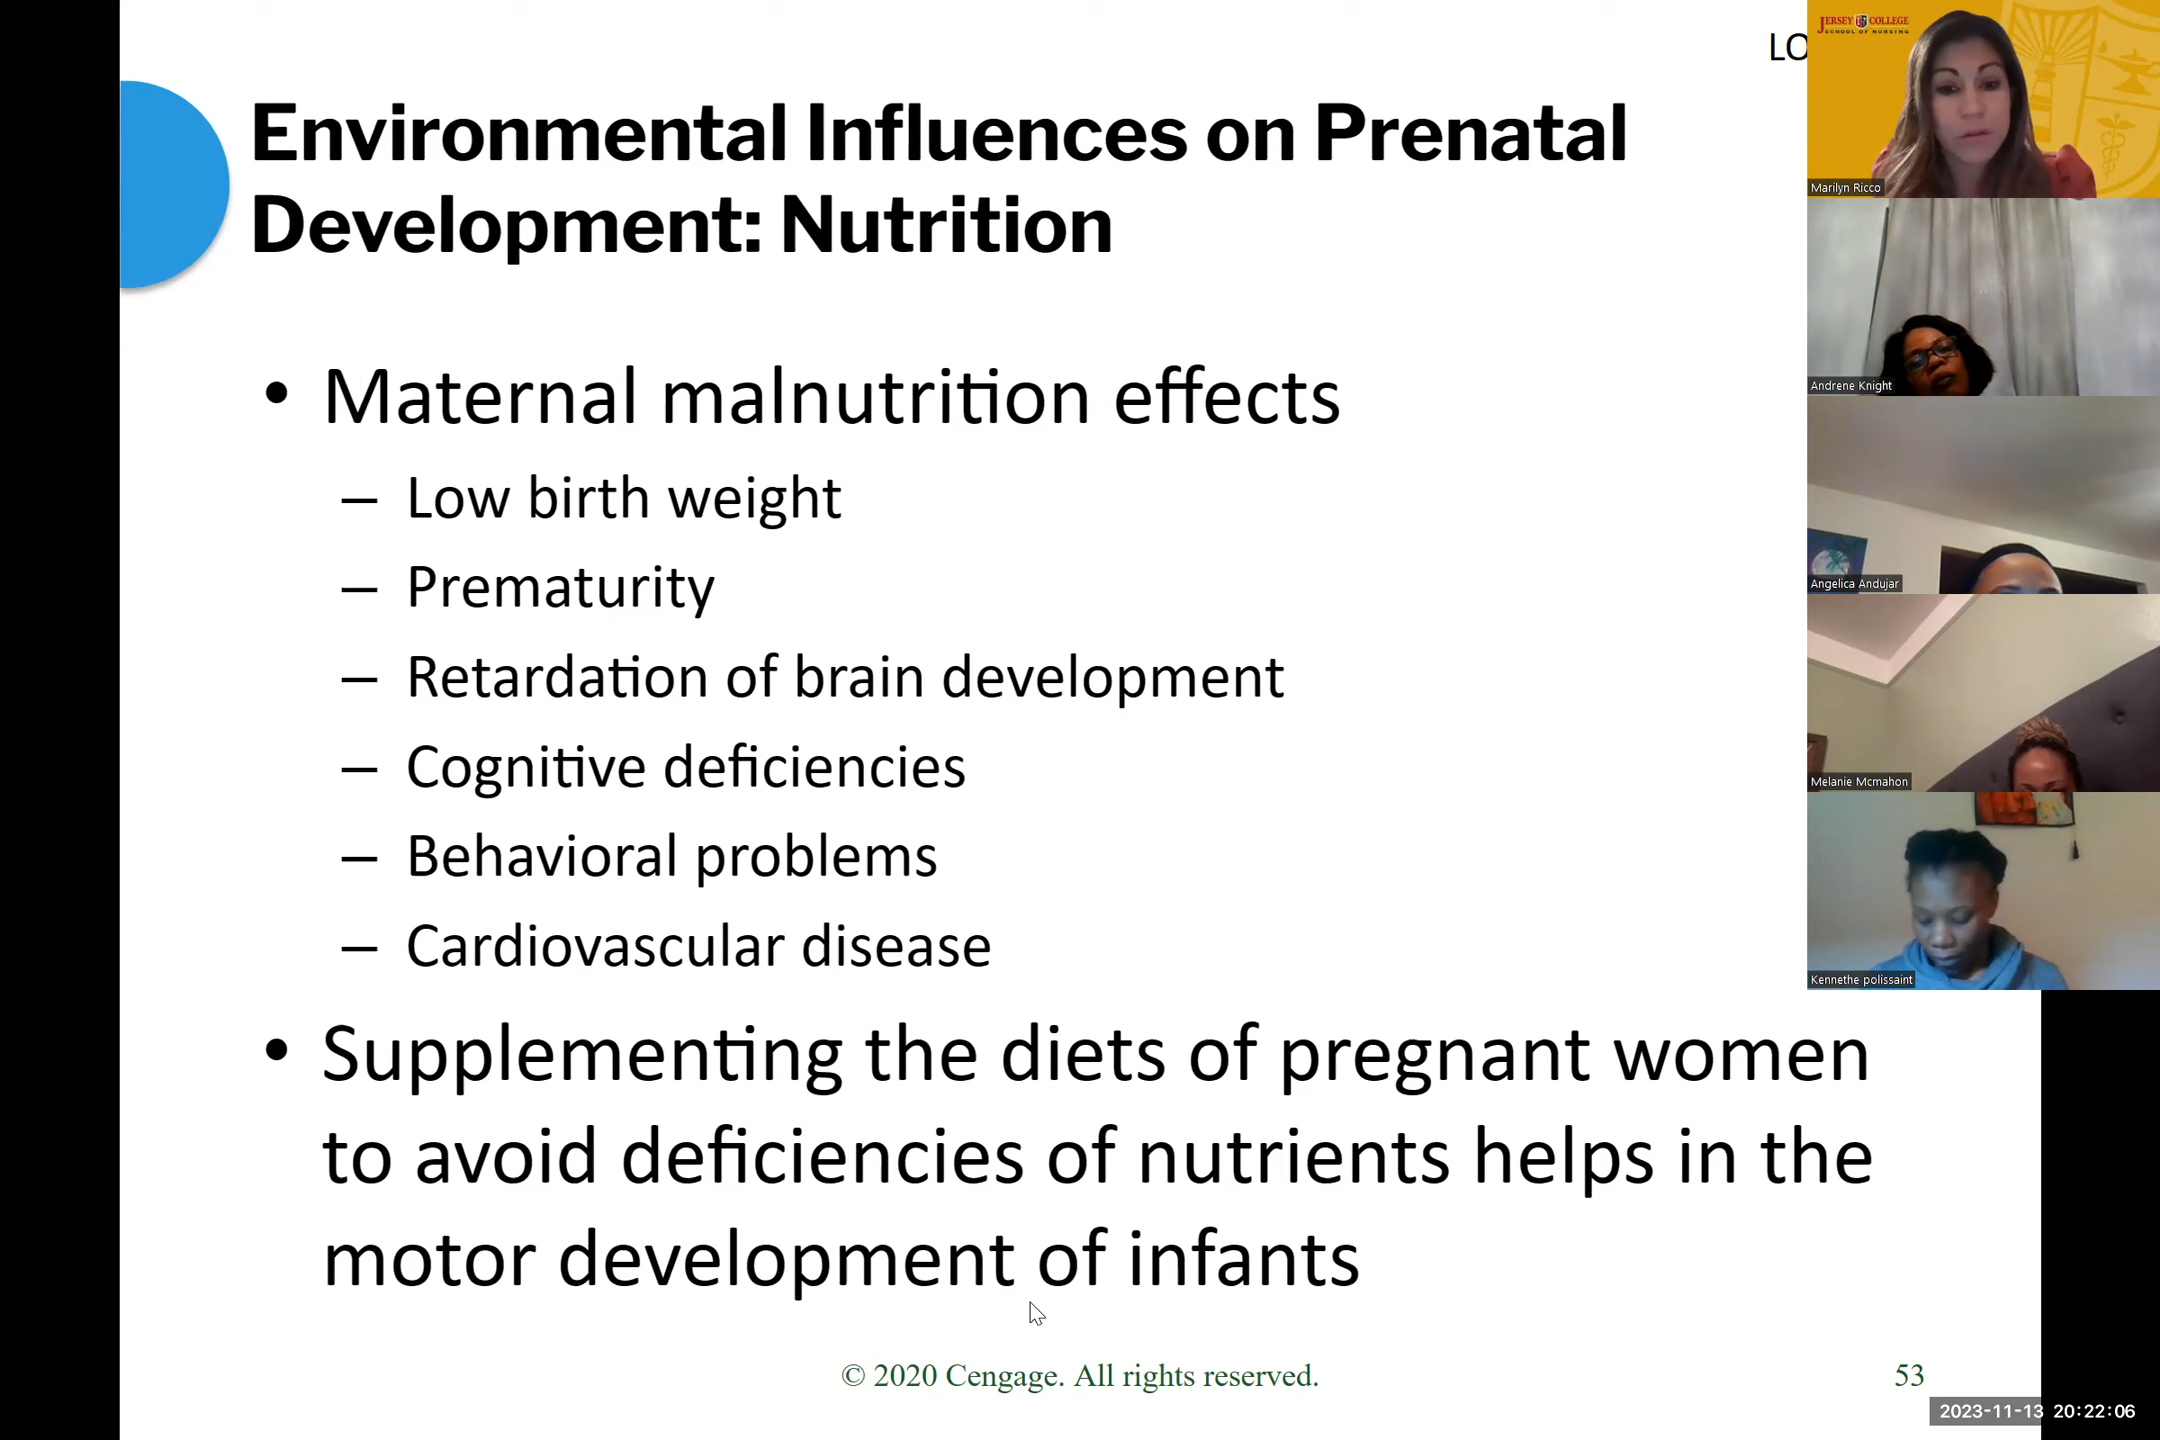 LO
Environmental Influences on Prenatal
Development: Nutrition
• Maternal malnutrition effects
– Low birth weight
– Prematurity
– Retardation of brain development
– Cognitive deficiencies
– Behavioral problems
– Cardiovascular disease
• Supplementing the diets of pregnant women
to avoid deficiencies of nutrients helps in the
motor development of infants
© 2020 Cengage. All rights reserved.
53
JERSEY COLLEGE
SCHOOL OF NURSING
Marilyn Ricco
Andrene Knight
Angelica Andujar
Melanie Mcmahon
Kennethe polissaint
2023-11-13 20:22:06